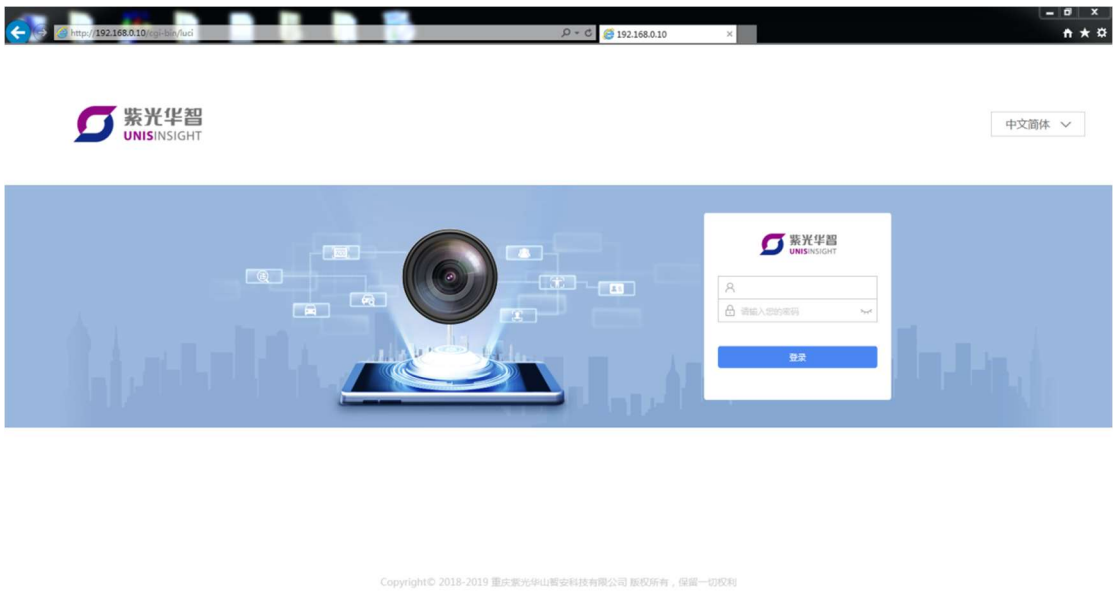 http://192.168.0.10/cgi-bin/luci
192.168.0.10
紫光华智
UNISINSIGHT
中文简体
紫光华智
UNISINSIGHT
请输入您的密码
登录
Copyright© 2018-2019 重庆紫光华山智安科技有限公司 版权所有，保留一切权利